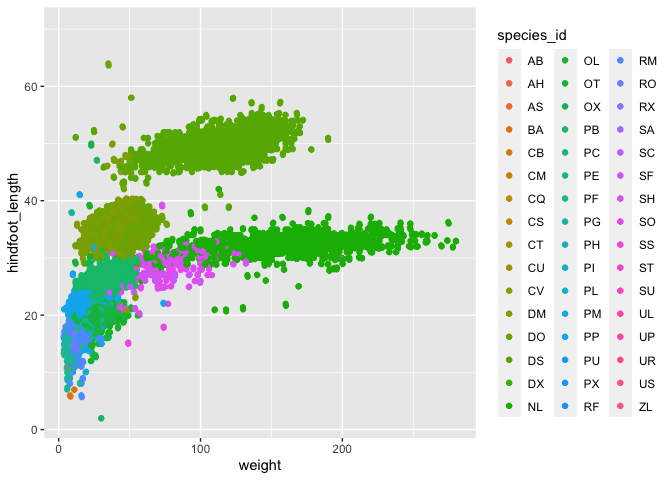 species_id
AB OL RM
AH OT RO
AS OX RX
BA PB SA
CB PC SC
CM PE SF
CQ PF SH
CS PG SO
CT PH SS
CU PI ST
CV PL SU
DM PM UL
DO PP UP
DS PU UR
DX PX US
NL RF ZL
60
40
20
0
hindfoot_length
0 100 200
weight